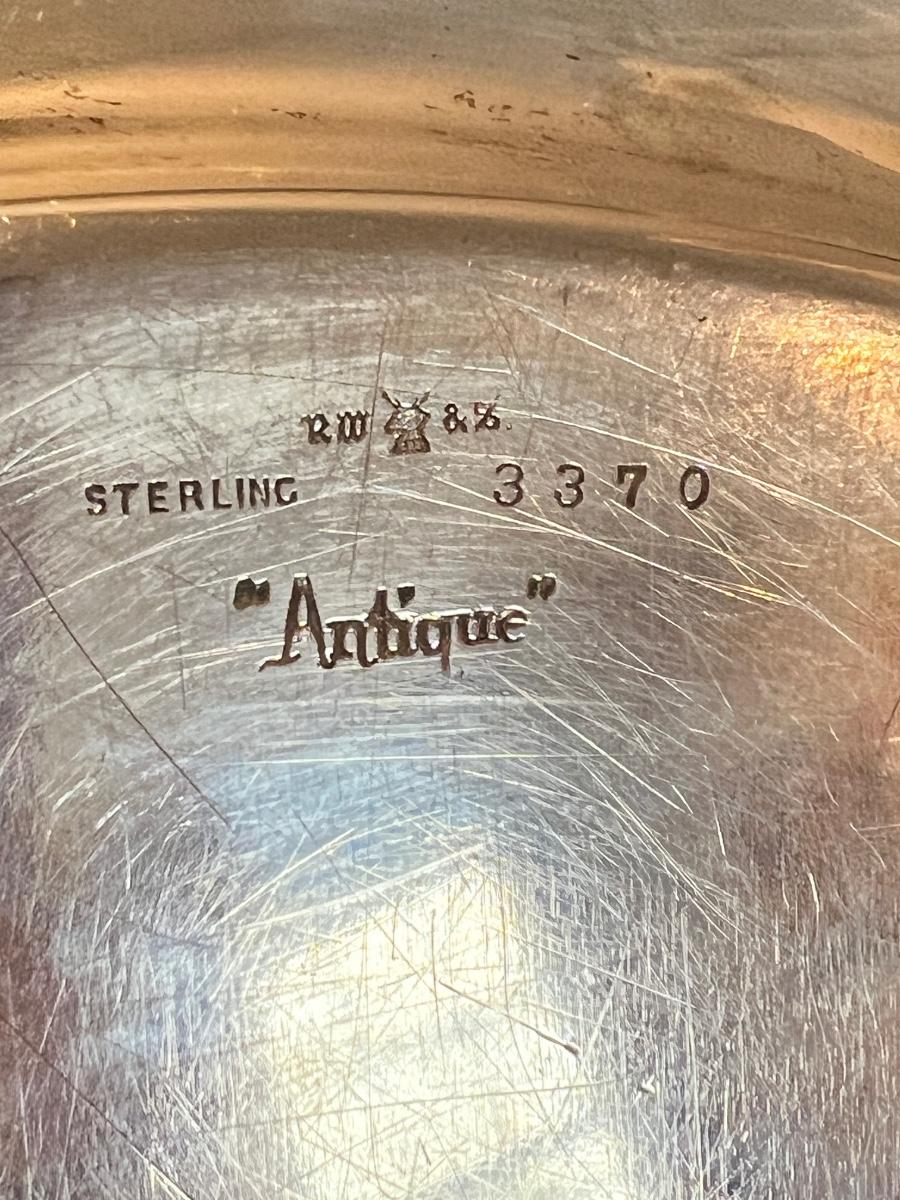 RW & S.
STERLING 3370
"Antique"